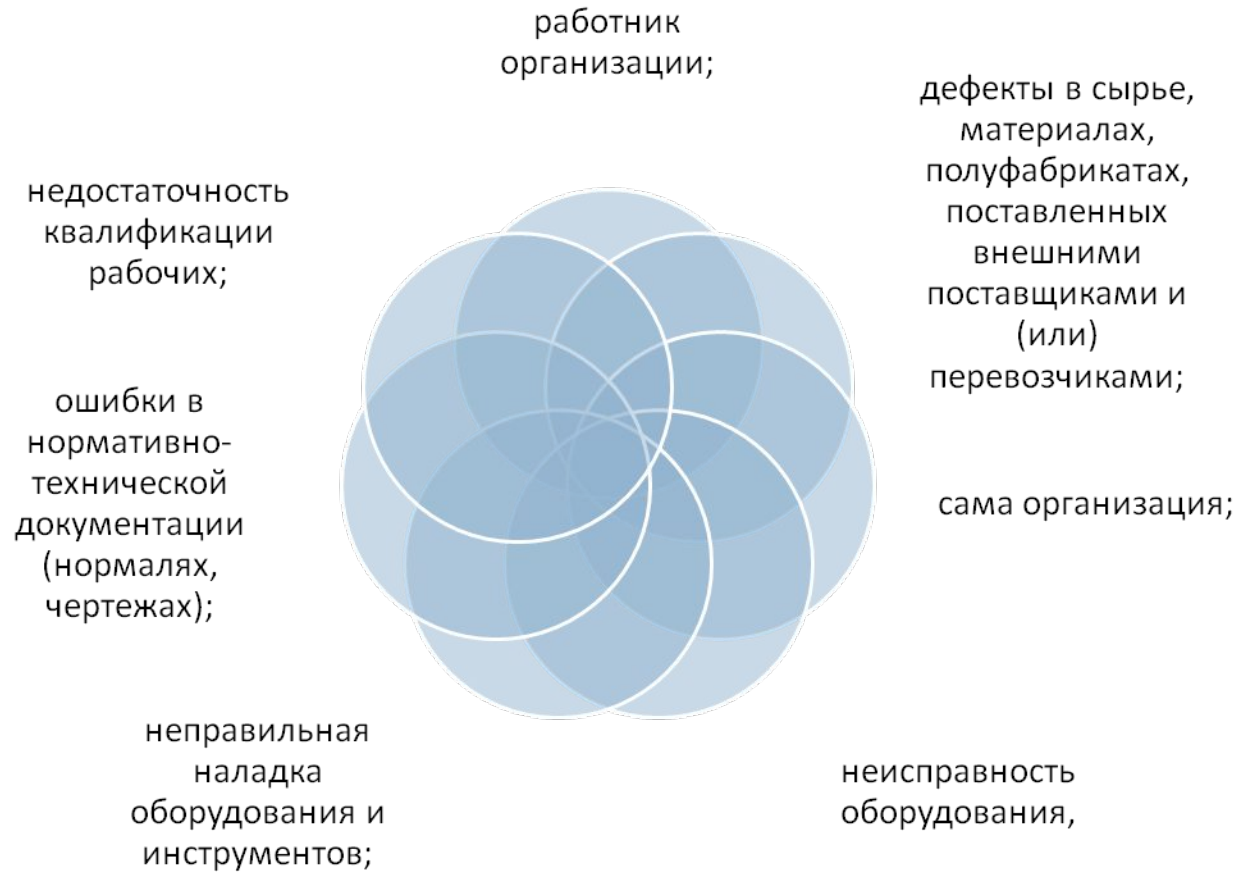 работник
организации;
дефекты в сырье,
материалах,
полуфабрикатах,
поставленных
внешними
поставщиками и
(или)
перевозчиками;
сама организация;
неисправность
оборудования,
неправильная
наладка
оборудования и
инструментов;
ошибки в
нормативно-
технической
документации
(нормалях,
чертежах);
недостаточность
квалификации
рабочих;